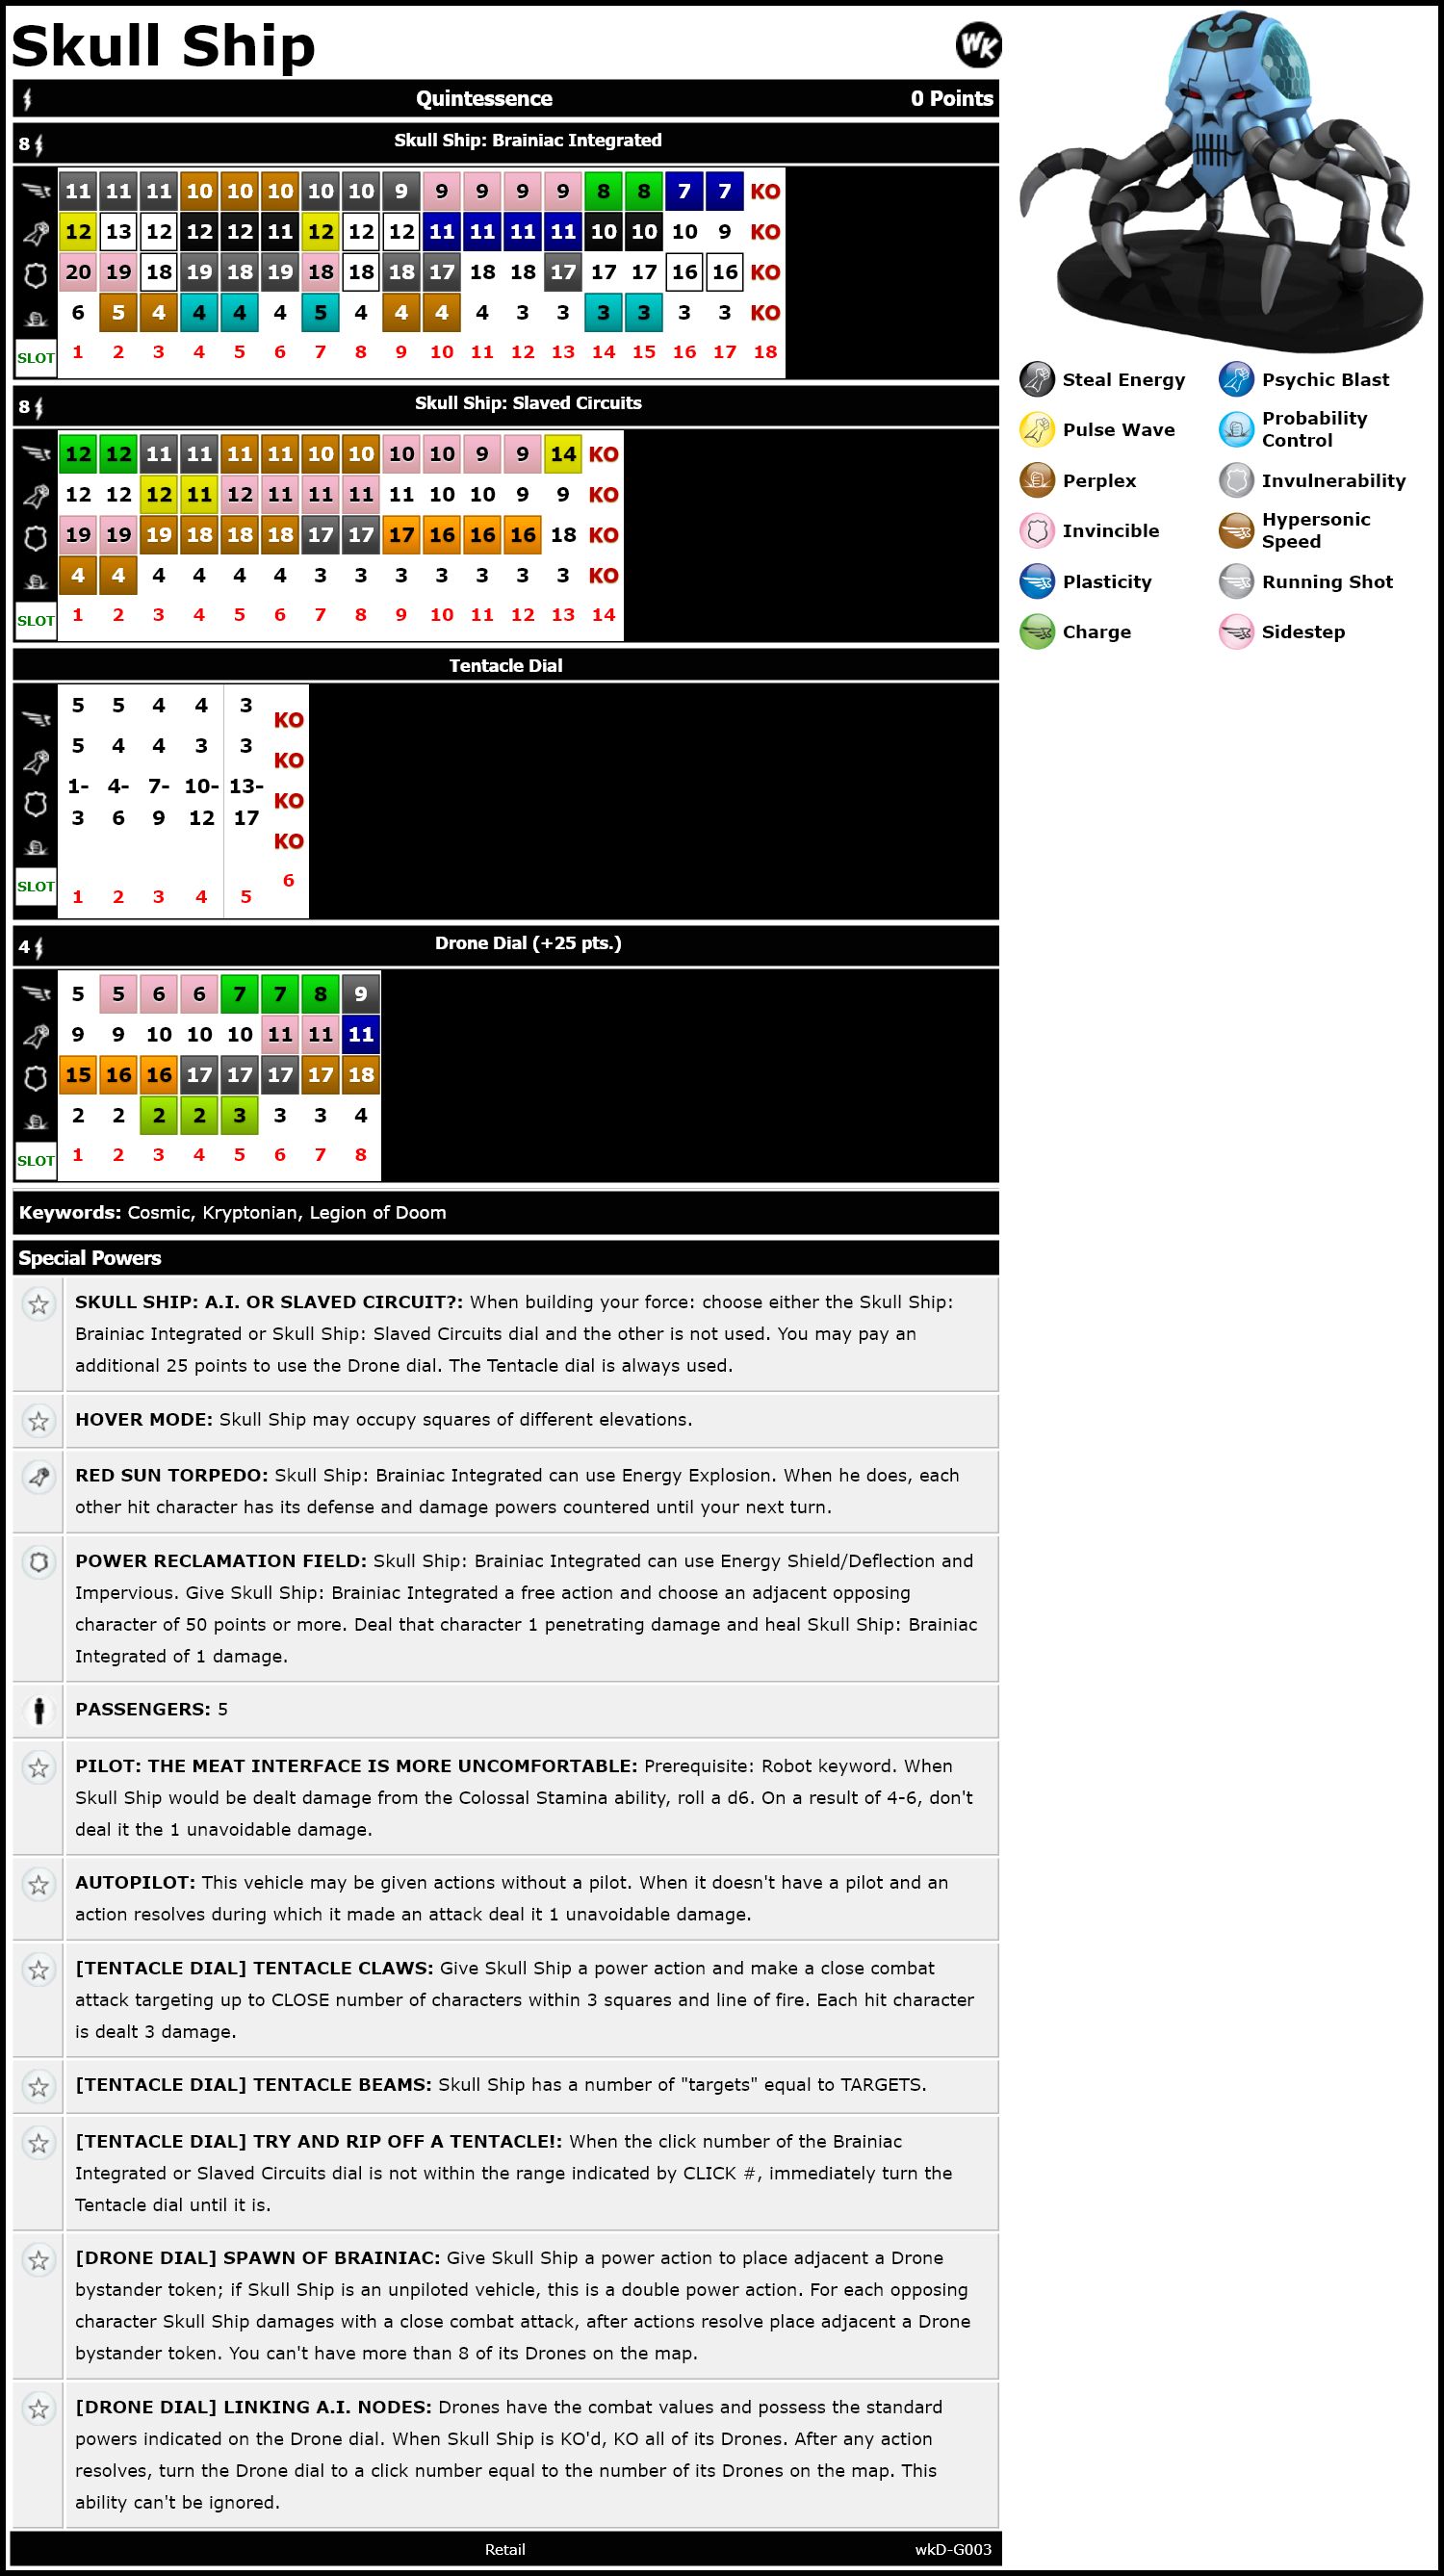 Skull Ship
WK
Quintessence 0 Points
8 Skull Ship: Brainiac Integrated
11 11 11 10 10 10 10 10 9 9 9 9 9 8 8 7 7 KO
12 13 12 12 12 11 12 12 12 11 11 11 11 10 10 10 9 KO
20 19 18 19 18 19 18 18 18 17 18 18 17 17 17 16 16 KO
6 5 4 4 4 4 5 4 4 4 4 3 3 3 3 3 3 KO
SLOT 1 2 3 4 5 6 7 8 9 10 11 12 13 14 15 16 17 18
8 Skull Ship: Slaved Circuits
12 12 11 11 11 11 10 10 10 10 9 9 14 KO
12 12 12 11 12 11 11 11 11 10 10 9 9 KO
19 19 19 18 18 18 17 17 17 16 16 16 18 KO
4 4 4 4 4 4 3 3 3 3 3 3 3 KO
SLOT 1 2 3 4 5 6 7 8 9 10 11 12 13 14
Tentacle Dial
5 5 4 4 3 KO
5 4 4 3 3 KO
1- 4- 7- 10- 13- KO
3 6 9 12 17
KO
SLOT 1 2 3 4 5 6
4 Drone Dial (+25 pts.)
5 5 6 6 7 7 8 9
9 9 10 10 10 11 11 11
15 16 16 17 17 17 17 18
2 2 2 2 3 3 3 4
SLOT 1 2 3 4 5 6 7 8
Keywords: Cosmic, Kryptonian, Legion of Doom
Special Powers
SKULL SHIP: A.I. OR SLAVED CIRCUIT?: When building your force: choose either the Skull Ship:
Brainiac Integrated or Skull Ship: Slaved Circuits dial and the other is not used. You may pay an
additional 25 points to use the Drone dial. The Tentacle dial is always used.
HOVER MODE: Skull Ship may occupy squares of different elevations.
RED SUN TORPEDO: Skull Ship: Brainiac Integrated can use Energy Explosion. When he does, each
other hit character has its defense and damage powers countered until your next turn.
POWER RECLAMATION FIELD: Skull Ship: Brainiac Integrated can use Energy Shield/Deflection and
Impervious. Give Skull Ship: Brainiac Integrated a free action and choose an adjacent opposing
character of 50 points or more. Deal that character 1 penetrating damage and heal Skull Ship: Brainiac
Integrated of 1 damage.
PASSENGERS: 5
PILOT: THE MEAT INTERFACE IS MORE UNCOMFORTABLE: Prerequisite: Robot keyword. When
Skull Ship would be dealt damage from the Colossal Stamina ability, roll a d6. On a result of 4-6, don't
deal it the 1 unavoidable damage.
AUTOPILOT: This vehicle may be given actions without a pilot. When it doesn't have a pilot and an
action resolves during which it made an attack deal it 1 unavoidable damage.
[TENTACLE DIAL] TENTACLE CLAWS: Give Skull Ship a power action and make a close combat
attack targeting up to CLOSE number of characters within 3 squares and line of fire. Each hit character
is dealt 3 damage.
[TENTACLE DIAL] TENTACLE BEAMS: Skull Ship has a number of "targets" equal to TARGETS.
[TENTACLE DIAL] TRY AND RIP OFF A TENTACLE!: When the click number of the Brainiac
Integrated or Slaved Circuits dial is not within the range indicated by CLICK #, immediately turn the
Tentacle dial until it is.
[DRONE DIAL] SPAWN OF BRAINIAC: Give Skull Ship a power action to place adjacent a Drone
bystander token; if Skull Ship is an unpiloted vehicle, this is a double power action. For each opposing
character Skull Ship damages with a close combat attack, after actions resolve place adjacent a Drone
bystander token. You can't have more than 8 of its Drones on the map.
[DRONE DIAL] LINKING A.I. NODES: Drones have the combat values and possess the standard
powers indicated on the Drone dial. When Skull Ship is KO'd, KO all of its Drones. After any action
resolves, turn the Drone dial to a click number equal to the number of its Drones on the map. This
ability can't be ignored.
Retail wkD-G003
Steal Energy Psychic Blast
Pulse Wave Probability
Control
Perplex Invulnerability
Invincible Hypersonic
Speed
Plasticity Running Shot
Charge Sidestep